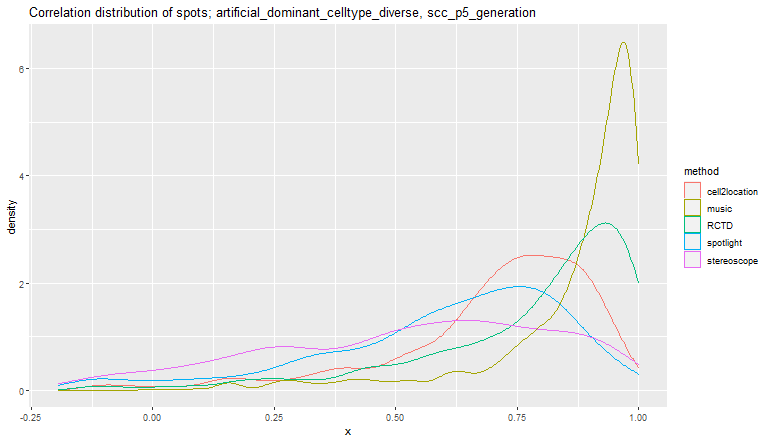 Correlation distribution of spots; artificial_dominant_celltype_diverse, scc_p5_generation
6
4
2
0
density
-0.25
0.00
0.25
0.50
0.75
1.00
x
method
cell2location
music
RCTD
spotlight
stereoscope